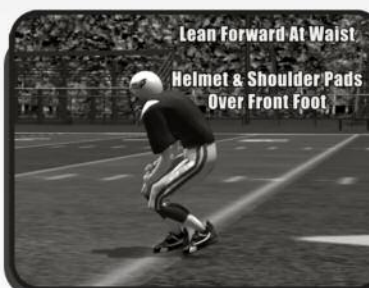 Lean Forward At Waist
Helmet & Shoulder Pads
Over Front Foot